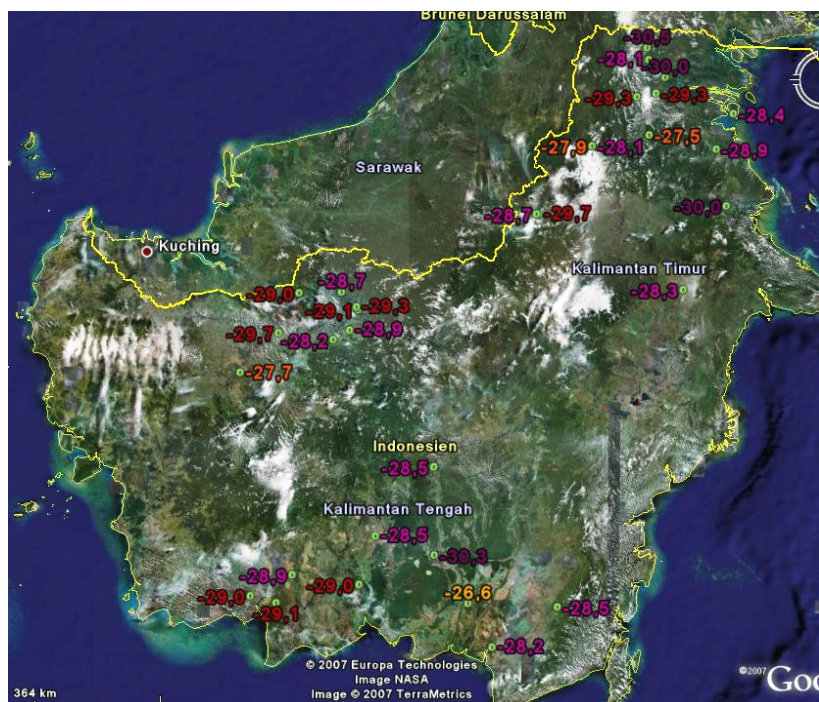 Brunei Darussalam
-30,5
-28,1
-30,0
-29,3
-29,3
-28,4
-27,5
-27,9
-28,1
-28,9
Sarawak
-30,0
-28,7
-29,7
Kuching
Kalimantan Timur
-28,7
-28,3
-29,0
-29,1
-29,3
-29,7
-28,2
-28,9
-27,7
Indonesien
-28,5
Kalimantan Tengah
-28,5
-30,3
-28,9
-29,0
-29,0
-29,1
-26,6
-28,5
-28,2
© 2007 Europa Technologies
Image NASA
Image © 2007 TerraMetrics
364 km
©2007 Goo